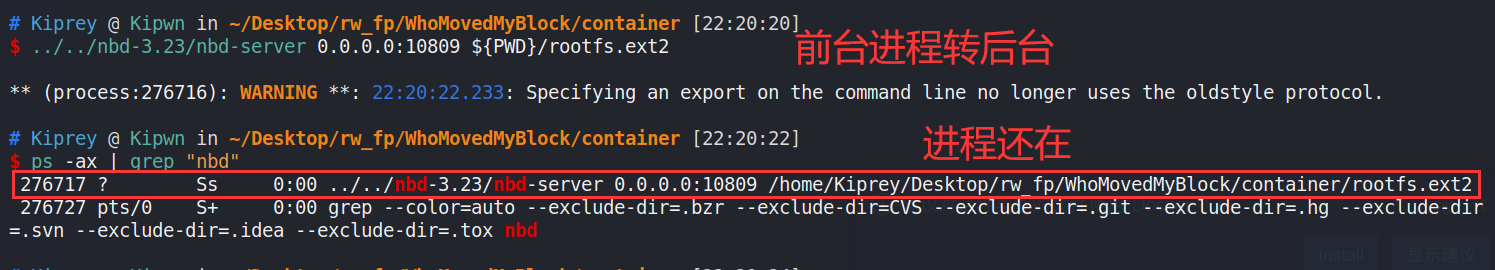 # Kiprey @ Kipwn in ~/Desktop/rw_fp/WhoMovedMyBlock/container [22:20:20]
$ ../../nbd-3.23/nbd-server 0.0.0.0:10809 ${PWD}/rootfs.ext2
前台进程转后台
** (process:276716): WARNING **: 22:20:22.233: Specifying an export on the command line no longer uses the oldstyle protocol.
# Kiprey @ Kipwn in ~/Desktop/rw_fp/WhoMovedMyBlock/container [22:20:22]
进程还在
$ ps -ax | grep "nbd"
276717 ? Ss 0:00 ../../nbd-3.23/nbd-server 0.0.0.0:10809 /home/Kiprey/Desktop/rw_fp/WhoMovedMyBlock/container/rootfs.ext2
276727 pts/0 S+ 0:00 grep --color=auto --exclude-dir=.bzr --exclude-dir=CVS --exclude-dir=.git --exclude-dir=.hg --exclude-dir
=.svn --exclude-dir=.idea --exclude-dir=.tox nbd
Install 显示建议